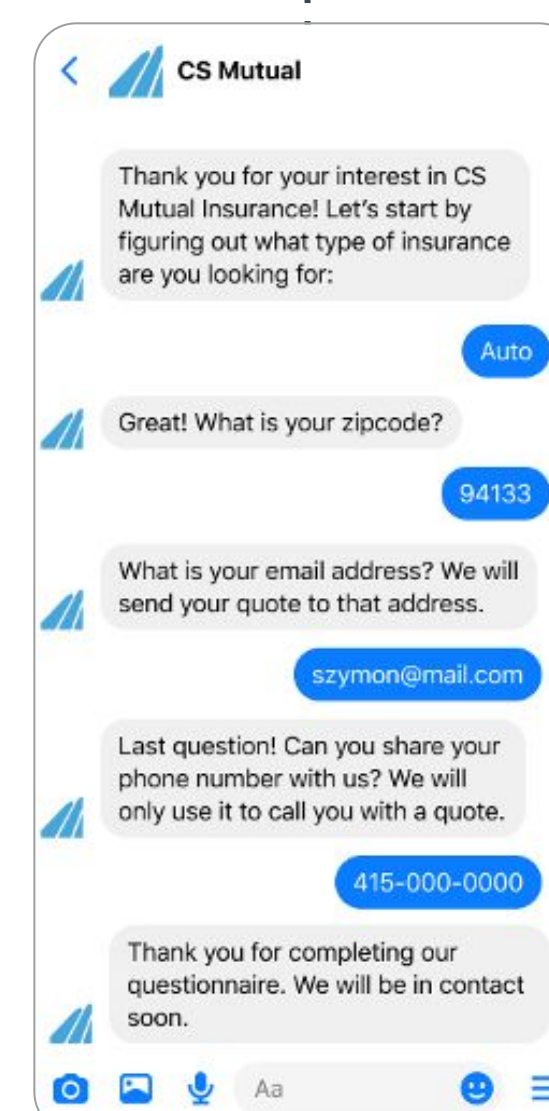 CS Mutual
Thank you for your interest in CS
Mutual Insurance! Let's start by
figuring out what type of insurance
are you looking for:
Auto
Great! What is your zipcode?
94133
What is your email address? We will
send your quote to that address.
szymon@mail.com
Last question! Can you share your
phone number with us? We will
only use it to call you with a quote.
415-000-0000
Thank you for completing our
questionnaire. We will be in contact
soon.
Aa